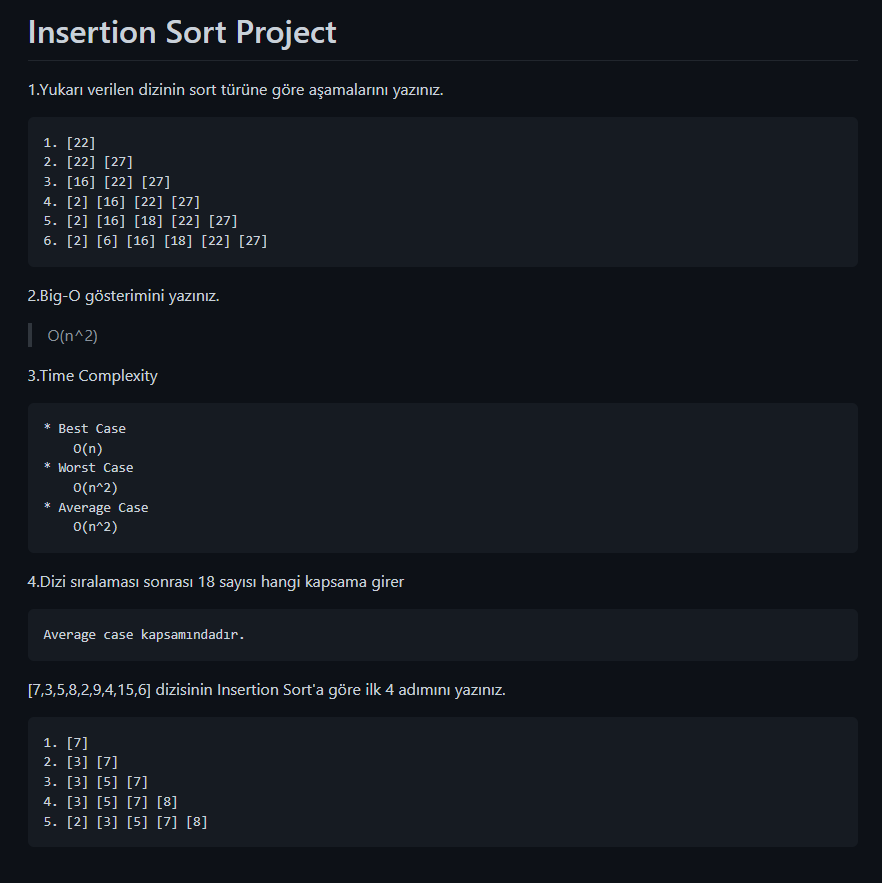 Insertion Sort Project
1.Yukarı verilen dizinin sort türüne göre aşamalarını yazınız.
1. [22]
2. [22] [27]
3. [16] [22] [27]
4. [2] [16] [22] [27]
5. [2] [16] [18] [22] [27]
6. [2] [6] [16] [18] [22] [27]
2.Big-O gösterimini yazınız.
O(n^2)
3.Time Complexity
* Best Case
O(n)
* Worst Case
O(n^2)
* Average Case
O(n^2)
4.Dizi sıralaması sonrası 18 sayısı hangi kapsama girer
Average case kapsamındadır.
[7,3,5,8,2,9,4,15,6] dizisinin Insertion Sort'a göre ilk 4 adımını yazınız.
1. [7]
2. [3] [7]
3. [3] [5] [7]
4. [3] [5] [7] [8]
5. [2] [3] [5] [7] [8]